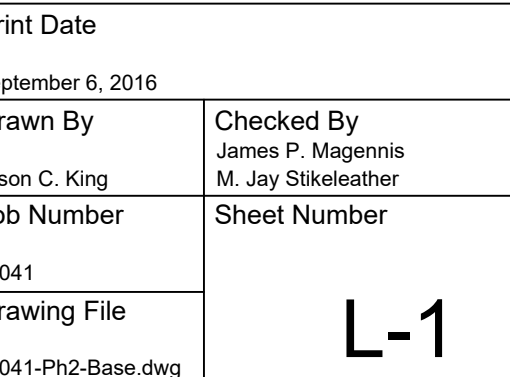 rint Date
ptember 6, 2016
rawn By
son C. King
Checked By
James P. Magennis
M. Jay Stikeleather
ob Number
041
rawing File
041-Ph2-Base.dwg
Sheet Number
L-1